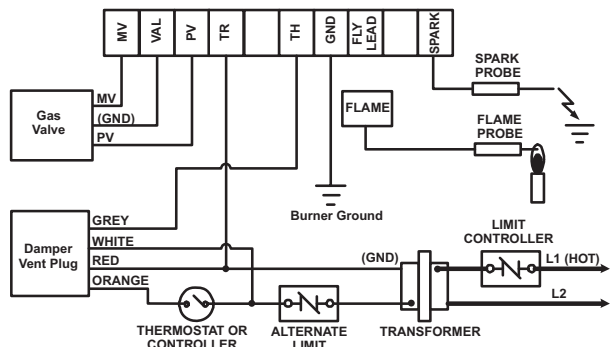 MV
VAL
PV
TR
TH
GND
FLY
LEAD
SPARK
SPARK
PROBE
Gas
Valve
MV
(GND)
PV
FLAME
FLAME
PROBE
Burner Ground
Damper
Vent Plug
GREY
WHITE
RED
ORANGE
(GND)
LIMIT
CONTROLLER
L1 (HOT)
L2
THERMOSTAT OR
CONTROLLER
ALTERNATE
LIMIT
TRANSFORMER